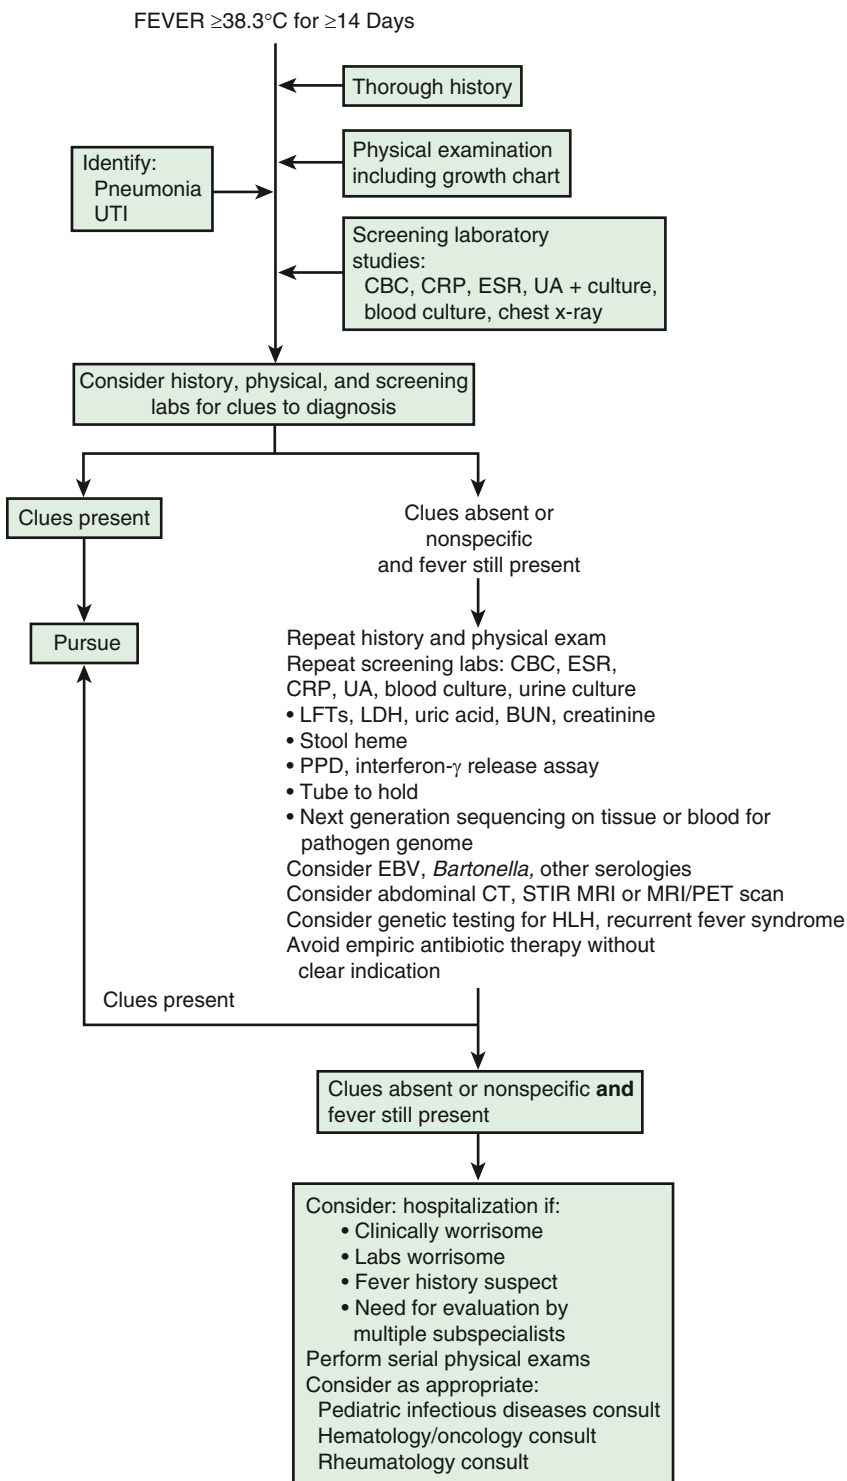 FEVER ≥38.3°C for ≥14 Days
Thorough history
Physical examination
including growth chart
Identify:
Pneumonia
UTI
Screening laboratory
studies:
CBC, CRP, ESR, UA + culture,
blood culture, chest x-ray
Consider history, physical, and screening
labs for clues to diagnosis
Clues present
Clues absent or
nonspecific
and fever still present
Pursue
Repeat history and physical exam
Repeat screening labs: CBC, ESR,
CRP, UA, blood culture, urine culture
• LFTs, LDH, uric acid, BUN, creatinine
• Stool heme
• PPD, interferon-γ release assay
• Tube to hold
• Next generation sequencing on tissue or blood for
pathogen genome
Consider EBV, Bartonella, other serologies
Consider abdominal CT, STIR MRI or MRI/PET scan
Consider genetic testing for HLH, recurrent fever syndrome
Avoid empiric antibiotic therapy without
clear indication
Clues present
Clues absent or nonspecific and
fever still present
Consider: hospitalization if:
• Clinically worrisome
• Labs worrisome
• Fever history suspect
• Need for evaluation by
multiple subspecialists
Perform serial physical exams
Consider as appropriate:
Pediatric infectious diseases consult
Hematology/oncology consult
Rheumatology consult